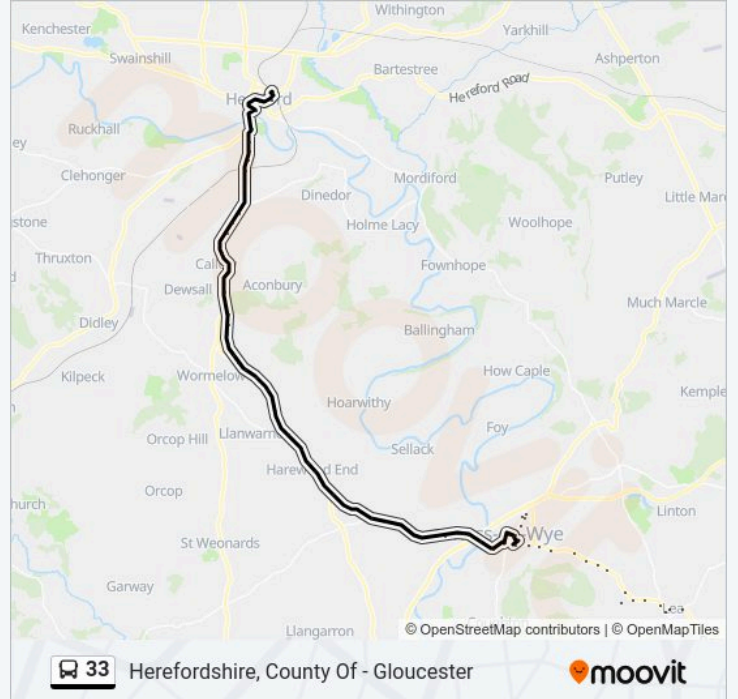 Withington
Kenchester
Yarkhill
Swainshill
Ashperton
Bartestree
Hereford Road
Ruckhall
Clehonger
Mordiford
Putley
Dinedor
Holme Lacy
Woolhope
Thruxton
Fownhope
Dewsall
Aconbury
Much Marcle
Didley
Ballingham
Kilpeck
How Caple
Hoarwithy
Foy
Orcop Hill
Sellack
Orcop
Linton
St Weonards
Garway
Lea
Llangarron
© OpenStreetMap contributors | © OpenMapTiles
33 Herefordshire, County Of - Gloucester
moovit